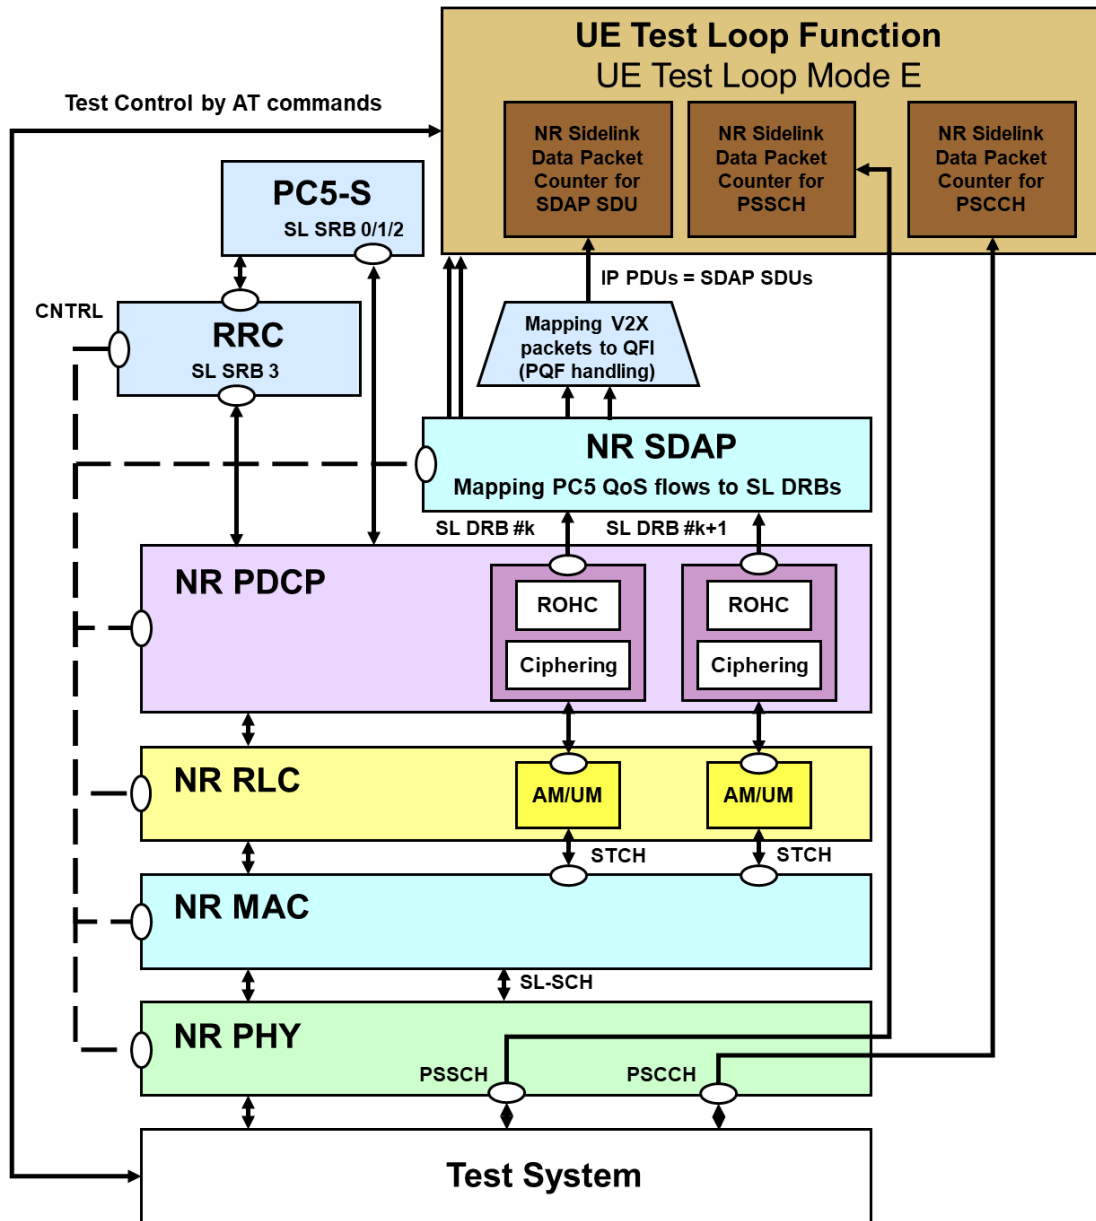 UE Test Loop Function
UE Test Loop Mode E
Test Control by AT commands
NR Sidelink
Data Packet
Counter for
SDAP SDU
NR Sidelink
Data Packet
Counter for
PSSCH
NR Sidelink
Data Packet
Counter for
PSCCH
PC5-S
SL SRB 0/1/2
IP PDUs = SDAP SDUs
CNTRL
RRC
SL SRB 3
Mapping V2X
packets to QFI
(PQF handling)
NR SDAP
Mapping PC5 QoS flows to SL DRBs
SL DRB #k
SL DRB #k+1
NR PDCP
ROHC
Ciphering
ROHC
Ciphering
NR RLC
AM/UM
AM/UM
STCH
STCH
NR MAC
SL-SCH
NR PHY
PSSCH
PSCCH
Test System